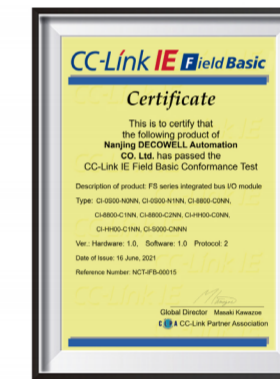 CC-Link IE Field Basic
Certificate
This is to certify that
the following product of
Nanjing DECOWELL Automation
CO. Ltd. has passed the
CC-Link IE Field Basic Conformance Test
Description of product: FS series integrated bus I/O module
Type: CI-0S00-N0NN, CI-0S00-N1NN, CI-8800-C0NN,
CI-8800-C1NN, CI-8800-C2NN, CI-HH00-C0NN,
CI-HH00-C1NN, CI-S000-CNNN
Ver.: Hardware: 1.0, Software: 1.0 Protocol: 2
Date of Issue: 16 June, 2021
Reference Number: NCT-IFB-00015
Global Director Masaki Kawazoe
CC-Link Partner Association